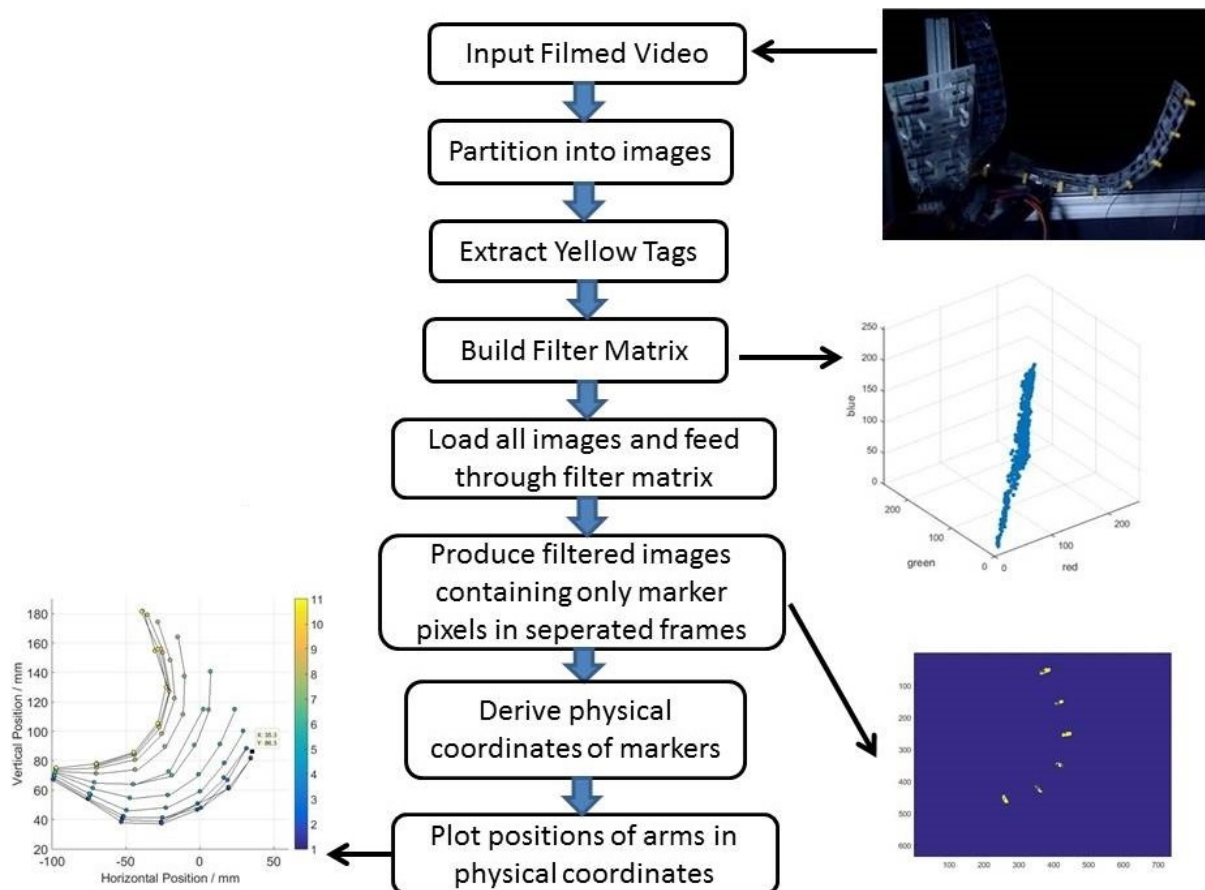 Input Filmed Video
Partition into images
Extract Yellow Tags
Build Filter Matrix
Load all images and feed
through filter matrix
Produce filtered images
containing only marker
pixels in seperated frames
Derive physical
coordinates of markers
Plot positions of arms in
physical coordinates
250
200
150
100
50
0
blue
200
100
0
green
0
100
200
red
100
200
300
400
500
600
100 200 300 400 500 600 700
180
160
140
120
100
80
60
40
20
Vertical Position / mm
-100 -50 0 50
Horizontal Position / mm
11
10
9
8
7
6
5
4
3
2
1